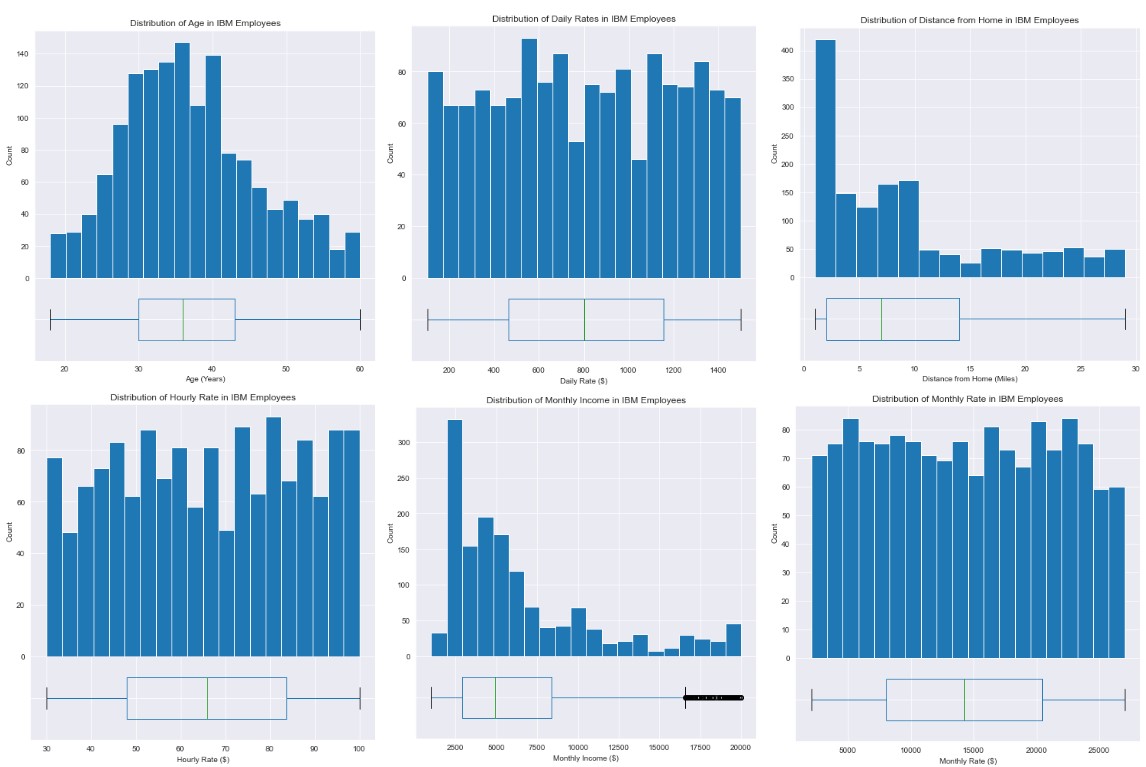 Distribution of Age in IBM Employees
Count
140
120
100
80
60
40
20
0
20 30 40 50 60
Age (Years)
Distribution of Daily Rates in IBM Employees
Count
80
60
40
20
0
200 400 600 800 1000 1200 1400
Daily Rate ($)
Distribution of Distance from Home in IBM Employees
Count
400
350
300
250
200
150
100
50
0
0 5 10 15 20 25 30
Distance from Home (Miles)
Distribution of Hourly Rate in IBM Employees
Count
80
60
40
20
0
30 40 50 60 70 80 90 100
Hourly Rate ($)
Distribution of Monthly Income in IBM Employees
Count
300
250
200
150
100
50
0
2500 5000 7500 10000 12500 15000 17500 20000
Monthly Income ($)
Distribution of Monthly Rate in IBM Employees
Count
80
70
60
50
40
30
20
10
0
5000 10000 15000 20000 25000
Monthly Rate ($)